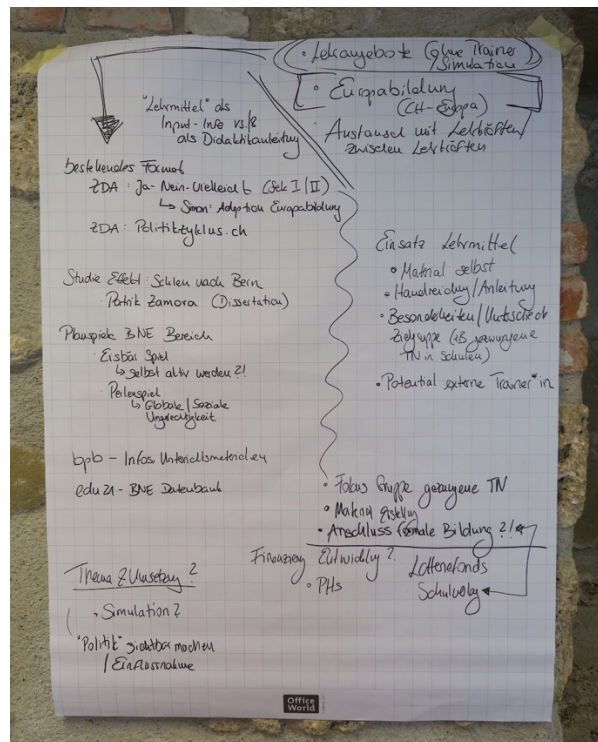 • Lehrangebote (ohne Trainer
/Simulation)
• Europabildung
(CH-Europa)
• Austausch mit Lehrkräften/
zwischen Lehrkräften
"Lehrmittel" als
Input-Info vs./&
als Didaktikanleitung
bestehendes Format
ZDA: Ja-Nein-Vielleicht (Sek I/II)
↳ Simon: Adaption Europabildung
ZDA: Politikzyklus.ch
Studie Effekt: Schulen nach Bern
Patrik Zamora (Dissertation)
Planspiele BNE Bereich
Eisbär Spiel
↳ selbst aktiv werden?!
Perlenspiel
↳ Globale/Soziale
Ungerechtigkeit
bpb – Infos, Unterrichtsmaterialien
edu21 – BNE Datenbank
Thema & Umsetzung?
Simulation?
"Politik" sichtbar machen
/Einflussnahme
Einsatz Lehrmittel
• Material selbst
• Handreichung/Anleitung
• Besonderheiten/Unterschied
Zielgruppe (zB gezwungene
TN in Schulen)
• Potential externe Trainer*in
• Fokus Gruppe gezwungene TN
• Material Erstellung
• Anschluss formale Bildung?!
Finanzierung Entwicklung?
• PHs
Lotteriefonds
Schulverlag
Office
World